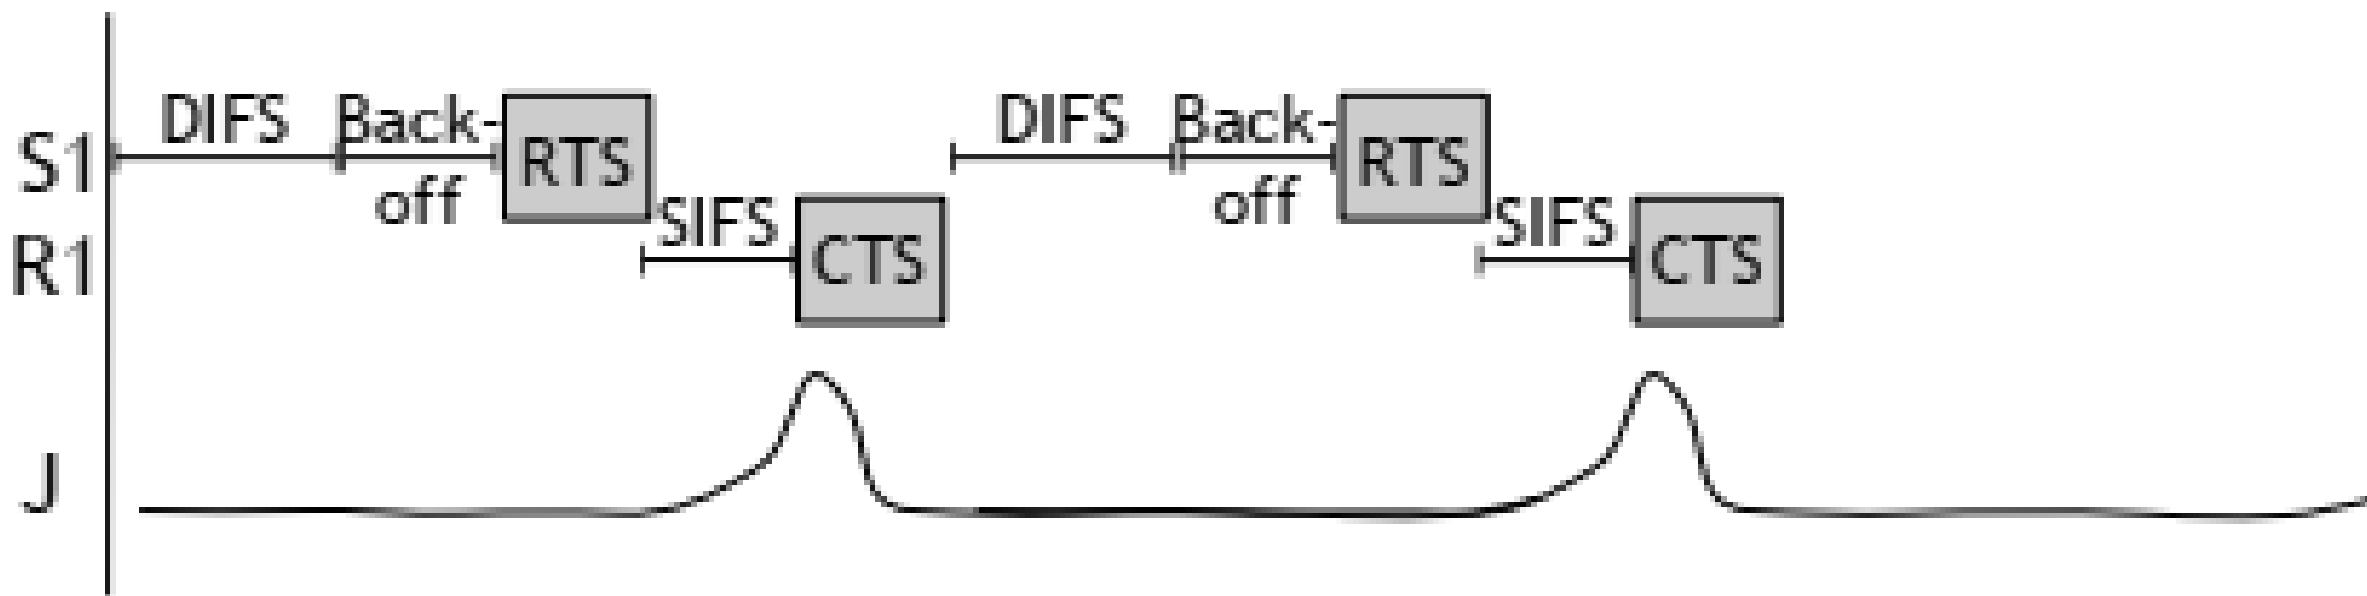 S1 DIFS Back-off RTS DIFS Back-off RTS
R1 SIFS CTS SIFS CTS
J